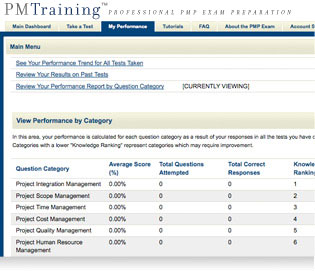 PMTraining™ PROFESSIONAL PMP EXAM PREPARATION
Main Dashboard Take a Test My Performance Tutorials FAQ About the PMP Exam Account S
Main Menu
See Your Performance Trend for All Tests Taken
Review Your Results on Past Tests
Review Your Performance Report by Question Category [CURRENTLY VIEWING]
View Performance by Category
In this area, your performance is calculated for each question category as a result of your responses in all the tests you have c
Categories with a lower "Knowledge Ranking" represent categories which may require improvement.
Question Category Average Score (%) Total Questions Attempted Total Correct Responses Knowle Ranking
Project Integration Management 0.00% 0 0 1
Project Scope Management 0.00% 0 0 2
Project Time Management 0.00% 0 0 3
Project Cost Management 0.00% 0 0 4
Project Quality Management 0.00% 0 0 5
Project Human Resource Management 0.00% 0 0 6